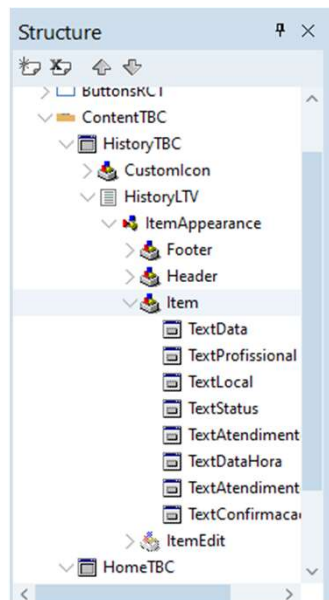 Structure
ButtonsRCT
ContentTBC
HistoryTBC
CustomIcon
HistoryLTV
ItemAppearance
Footer
Header
Item
TextData
TextProfissional
TextLocal
TextStatus
TextAtendiment
TextDataHora
TextAtendiment
TextConfirmaca
ItemEdit
HomeTBC